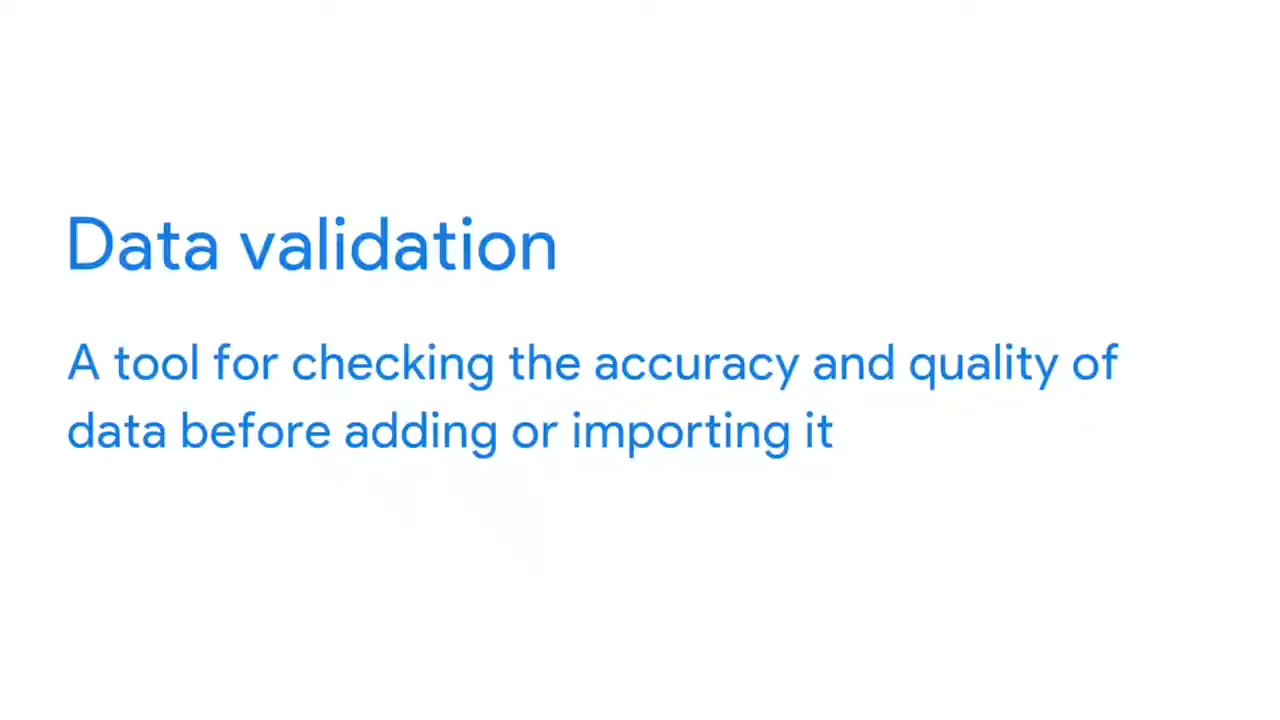 Data validation
A tool for checking the accuracy and quality of
data before adding or importing it